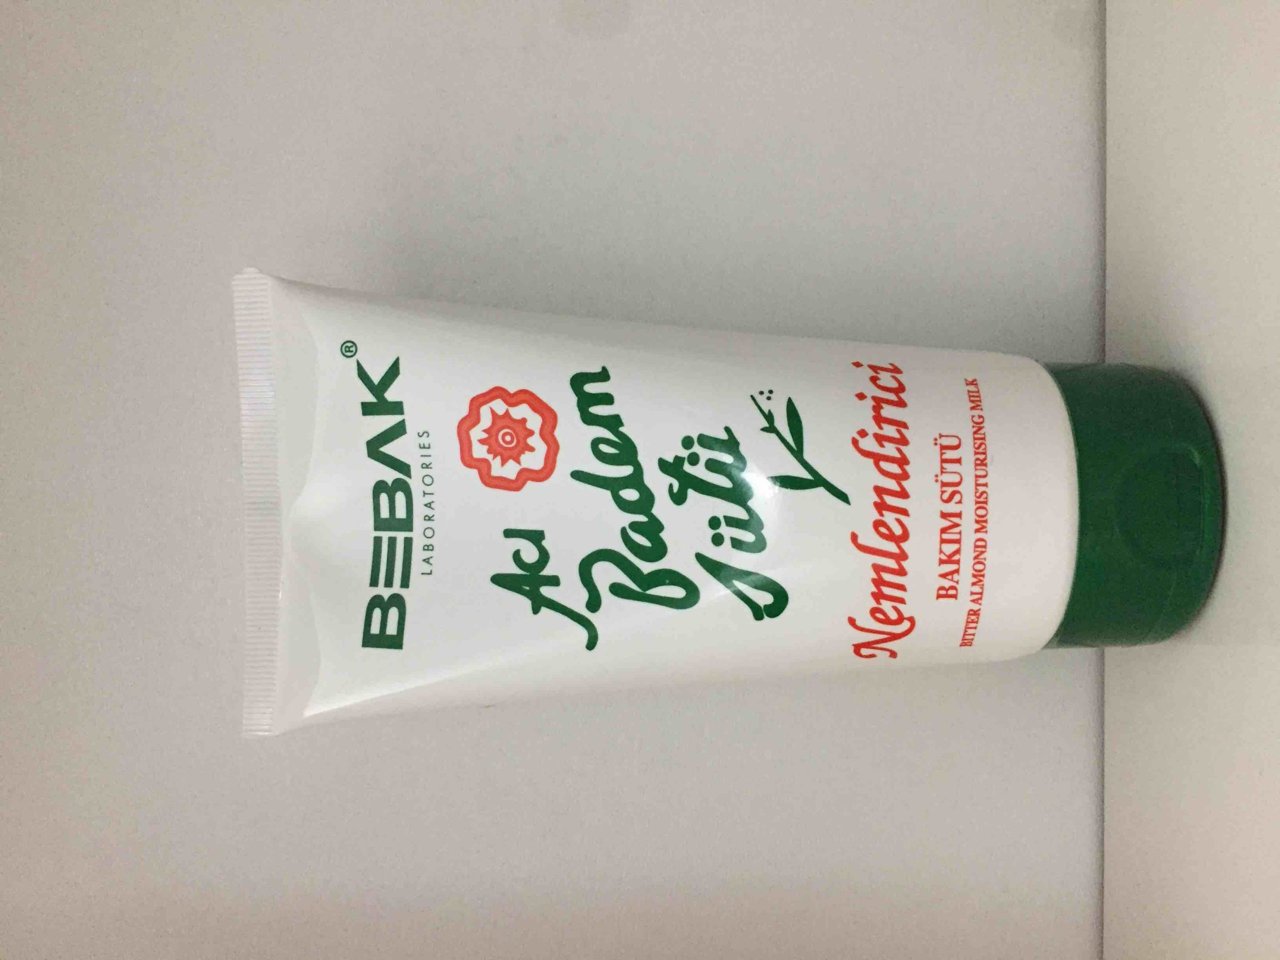 BEBAK®
LABORATORIES
Acı
Badem
Sütü
Nemlendirici
BAKIM SÜTÜ
BITTER ALMOND MOISTURISING MILK